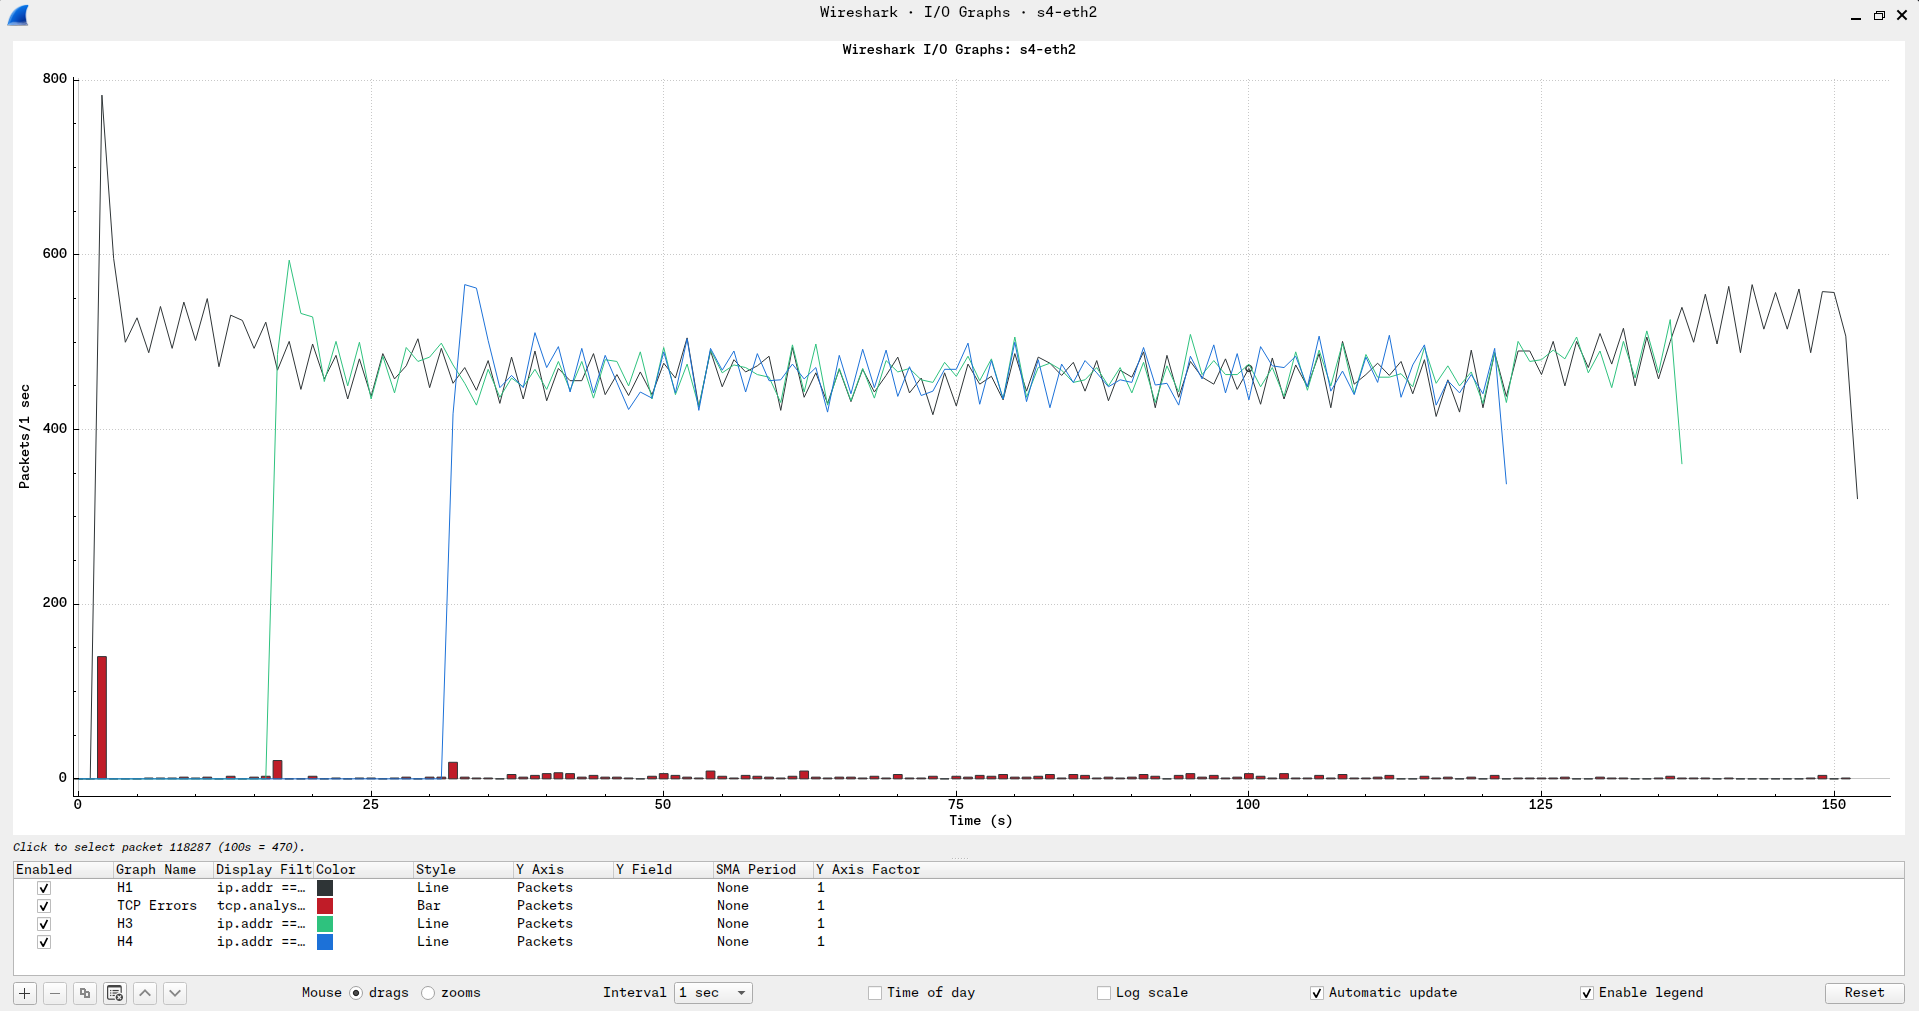 Wireshark · I/O Graphs · s4-eth2
Wireshark I/O Graphs: s4-eth2
800
600
400
200
0
Packets/1 sec
0 25 50 75 100 125 150
Time (s)
Click to select packet 118287 (100s = 470).
Enabled Graph Name Display Filt Color Style Y Axis Y Field SMA Period Y Axis Factor
H1 ip.addr ==… Line Packets None 1
TCP Errors tcp.analys… Bar Packets None 1
H3 ip.addr ==… Line Packets None 1
H4 ip.addr ==… Line Packets None 1
Mouse drags zooms Interval 1 sec Time of day Log scale Automatic update Enable legend Reset